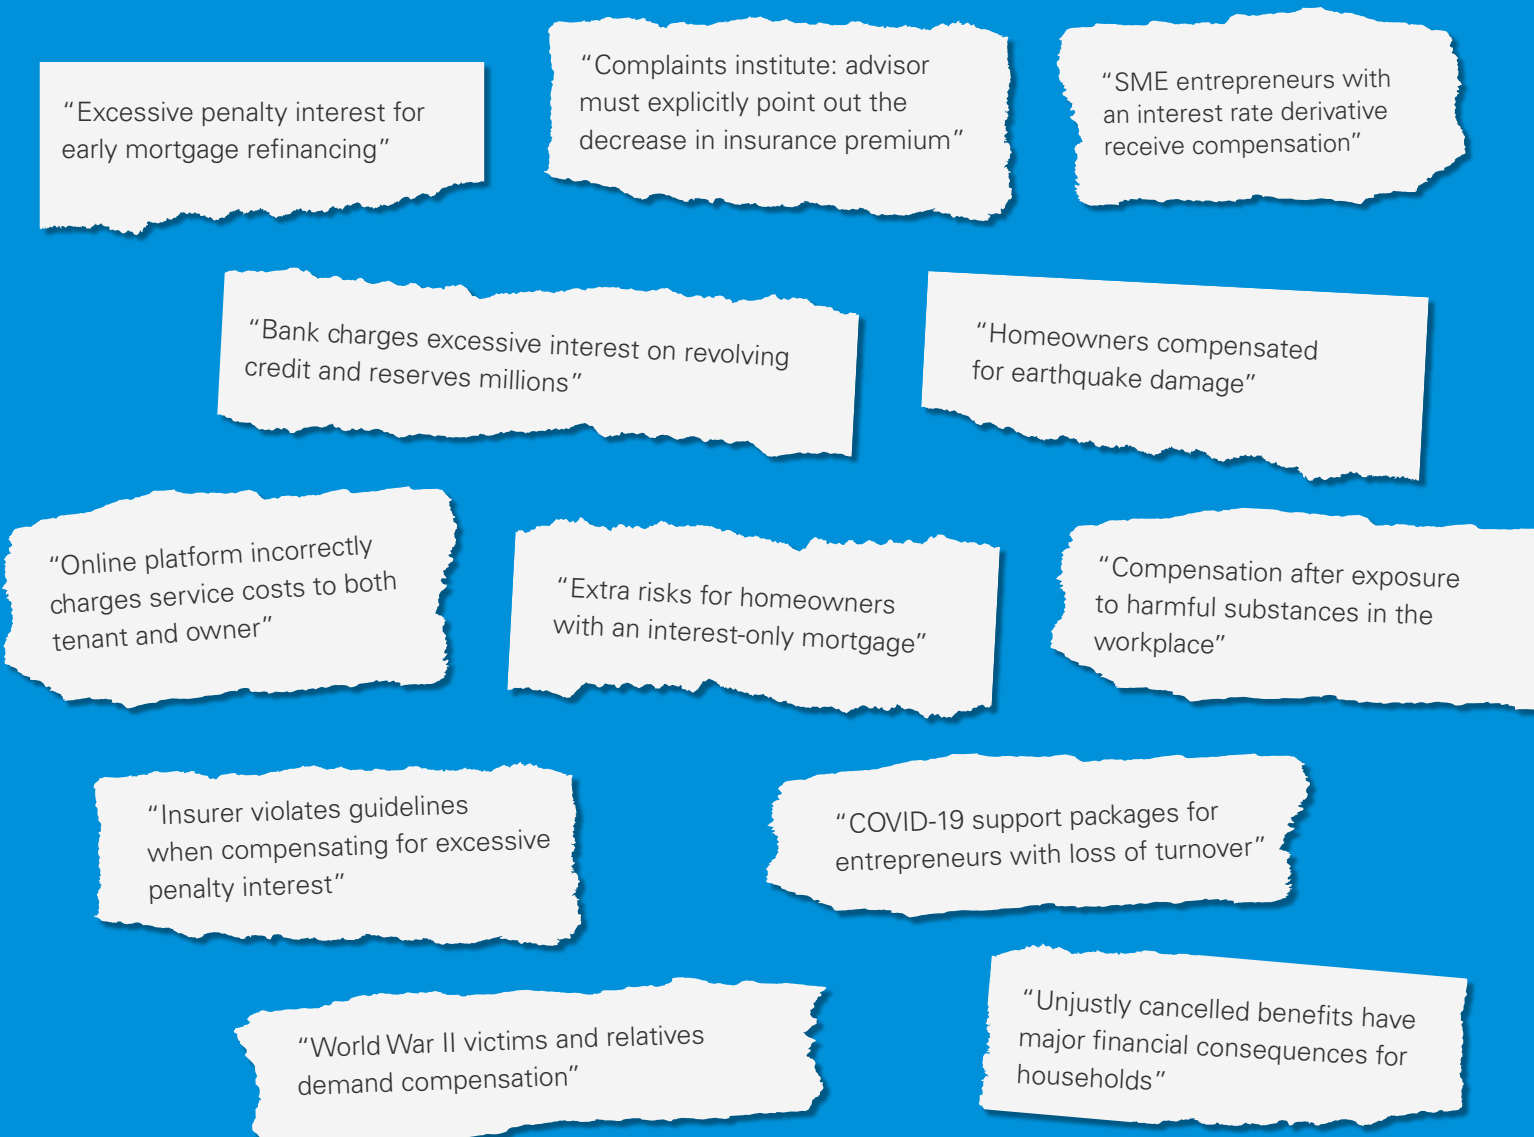 “Excessive penalty interest for
early mortgage refinancing”
“Complaints institute: advisor
must explicitly point out the
decrease in insurance premium”
“SME entrepreneurs with
an interest rate derivative
receive compensation”
“Bank charges excessive interest on revolving
credit and reserves millions”
“Homeowners compensated
for earthquake damage”
“Online platform incorrectly
charges service costs to both
tenant and owner”
“Extra risks for homeowners
with an interest-only mortgage”
“Compensation after exposure
to harmful substances in the
workplace”
“Insurer violates guidelines
when compensating for excessive
penalty interest”
“COVID-19 support packages for
entrepreneurs with loss of turnover”
“World War II victims and relatives
demand compensation”
“Unjustly cancelled benefits have
major financial consequences for
households”